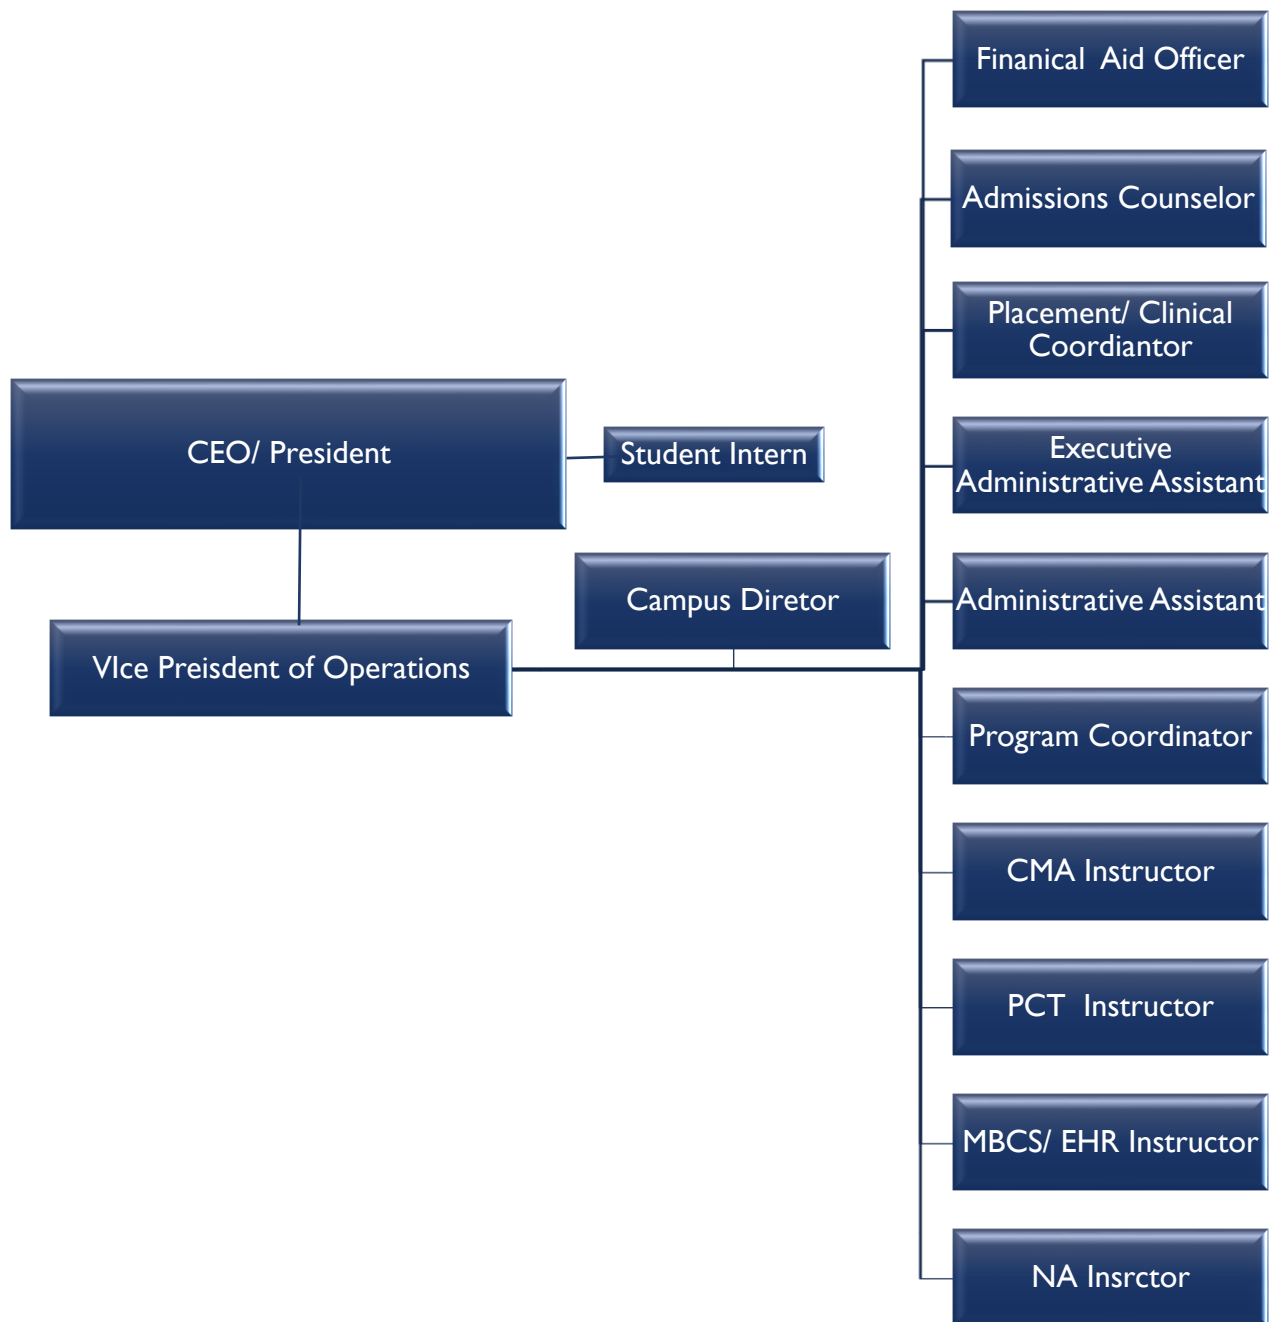 Finanical  Aid Officer
Admissions Counselor
Placement/ Clinical
Coordiantor
CEO/ President
Student Intern
Executive
Administrative Assistant
Campus Diretor
Administrative Assistant
VIce Preisdent of Operations
Program Coordinator
CMA Instructor
PCT  Instructor
MBCS/ EHR Instructor
NA Insrctor